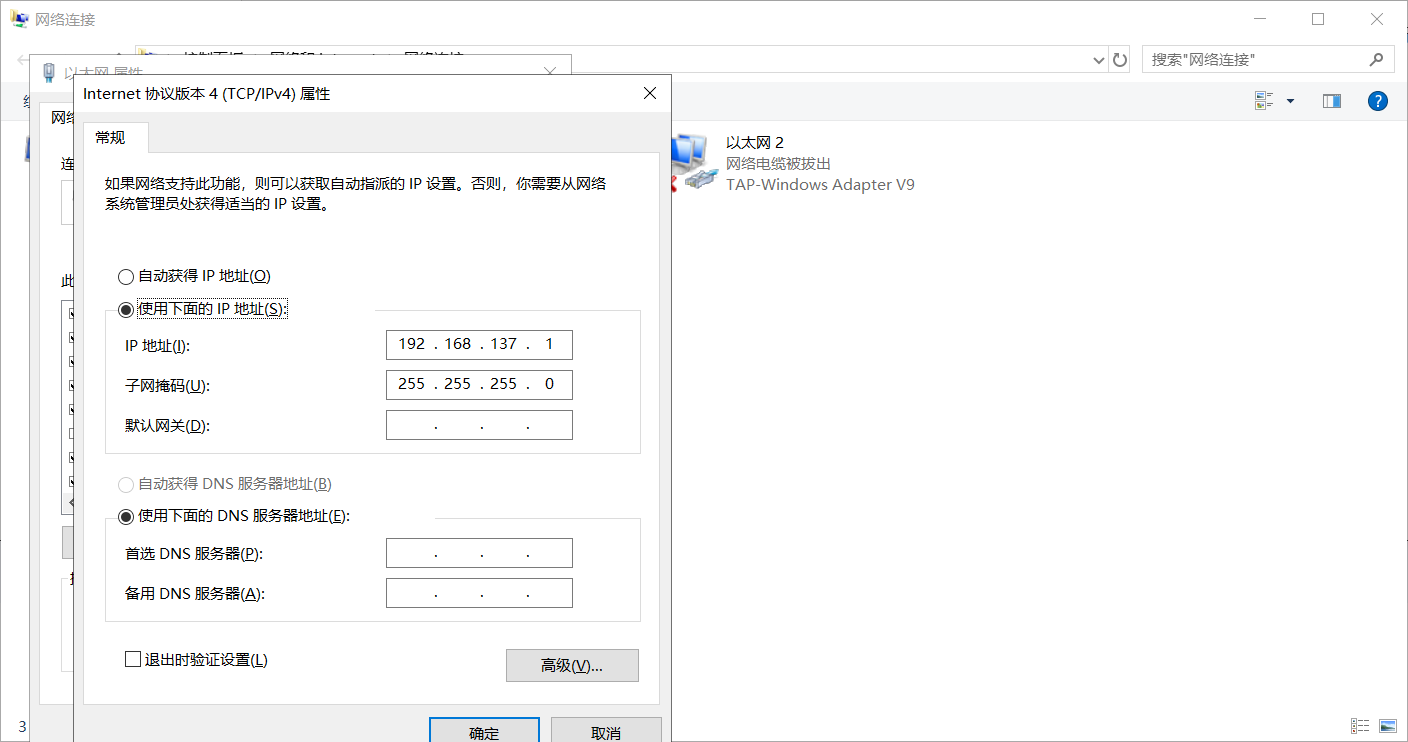 网络连接
搜索"网络连接"
以太网 属性
Internet 协议版本 4 (TCP/IPv4) 属性
网络
常规
以太网 2
网络电缆被拔出
TAP-Windows Adapter V9
连
如果网络支持此功能，则可以获取自动指派的 IP 设置。否则，你需要从网络
系统管理员处获得适当的 IP 设置。
自动获得 IP 地址(O)
此
使用下面的 IP 地址(S):
IP 地址(I):
192 . 168 . 137 . 1
子网掩码(U):
255 . 255 . 255 . 0
默认网关(D):
. . .
自动获得 DNS 服务器地址(B)
使用下面的 DNS 服务器地址(E):
首选 DNS 服务器(P):
. . .
备用 DNS 服务器(A):
. . .
退出时验证设置(L)
高级(V)...
3
确定
取消